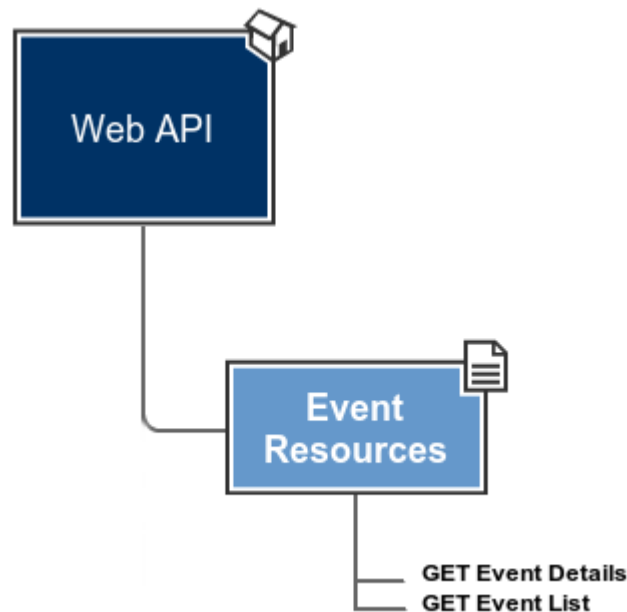 Web API
Event
Resources
GET Event Details
GET Event List